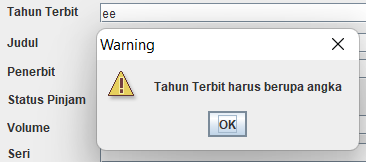 Tahun Terbit ee
Judul
Warning
Penerbit
Tahun Terbit harus berupa angka
Status Pinjam
OK
Volume
Seri